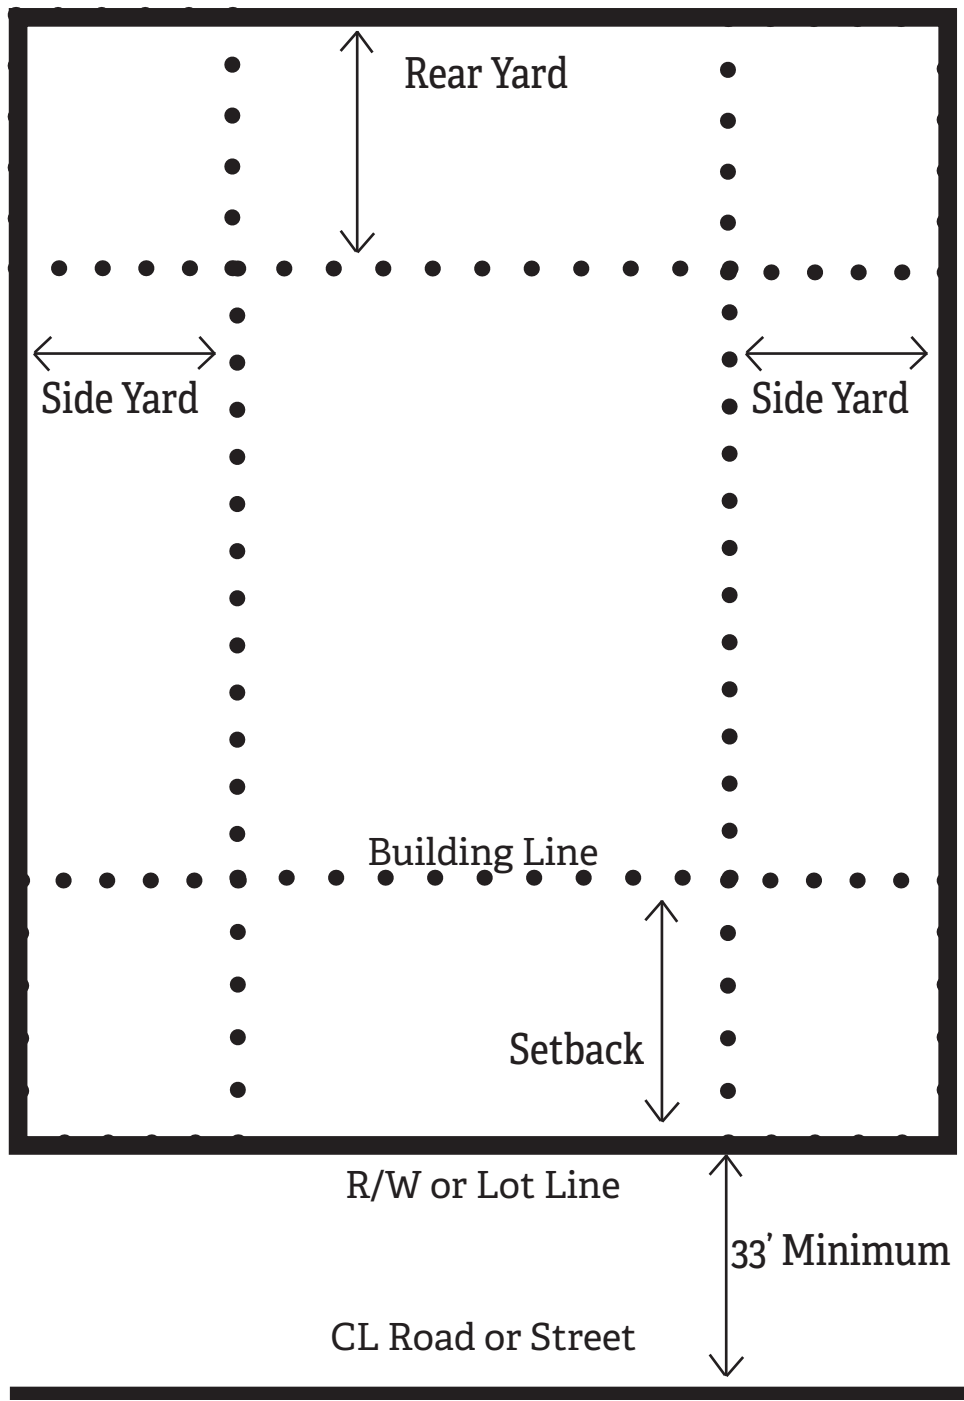 Rear Yard
Side Yard
Side Yard
Building Line
Setback
R/W or Lot Line
33’ Minimum
CL Road or Street